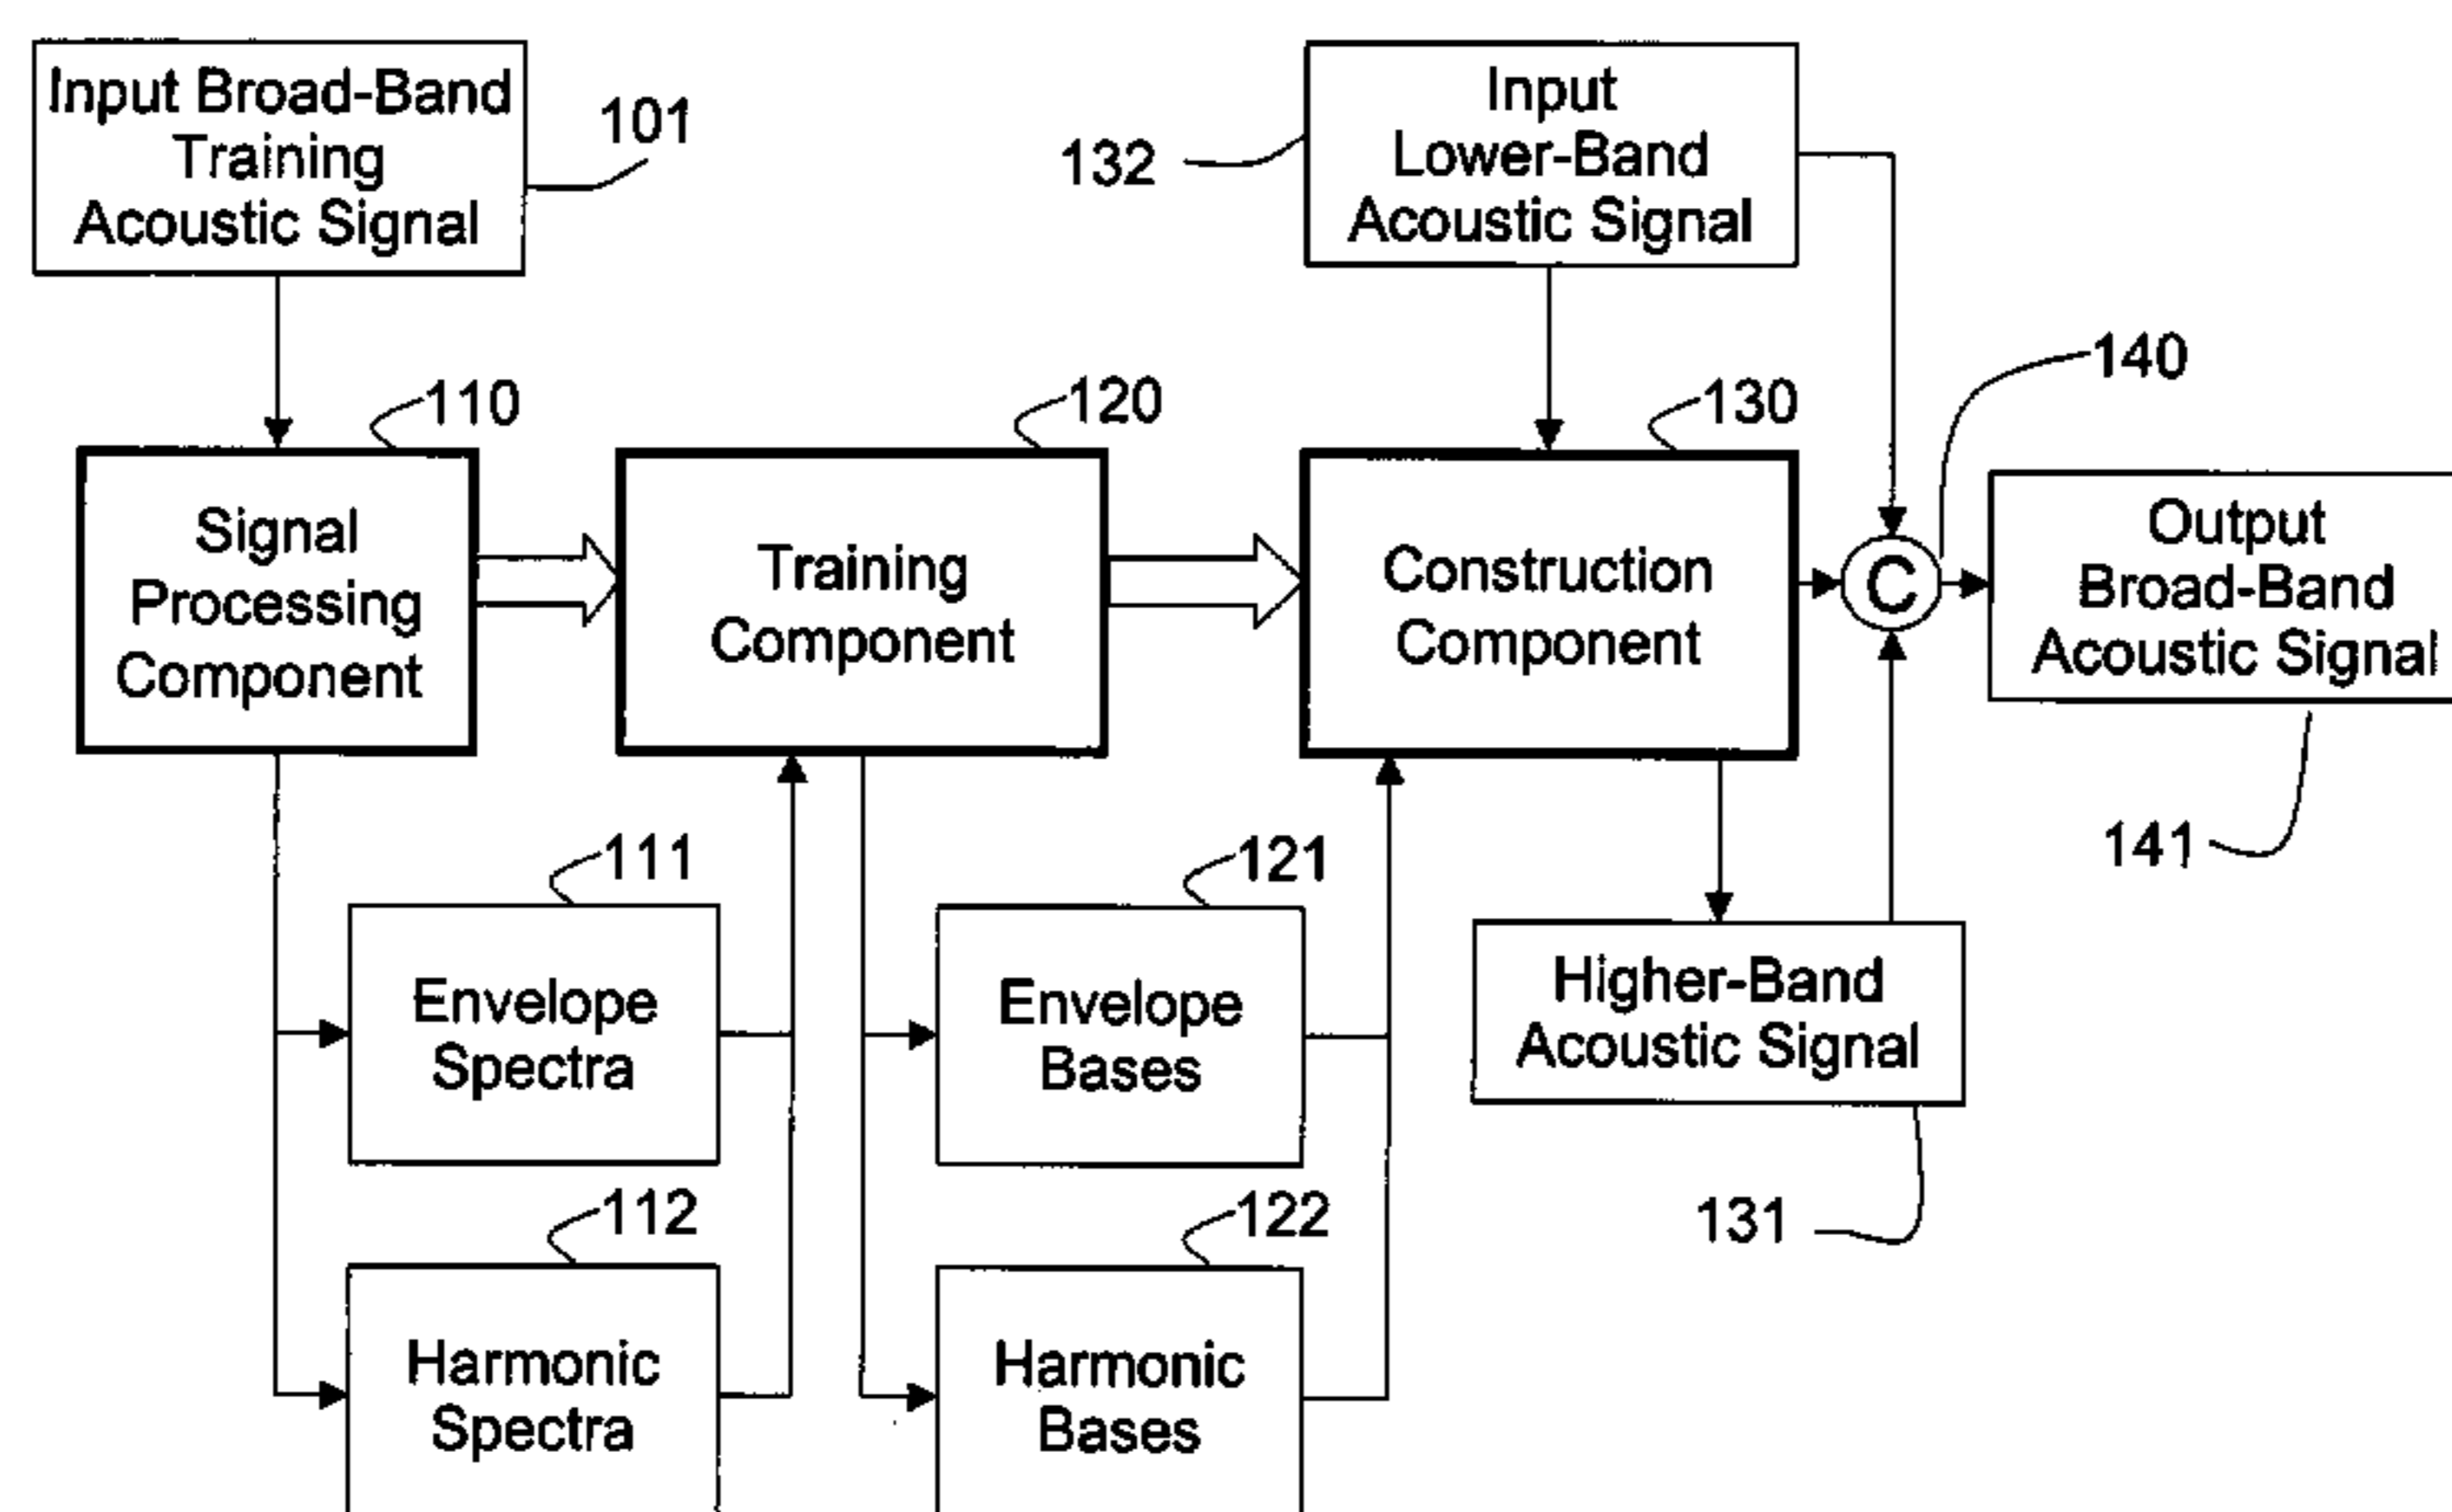 Input Broad-Band
Training
Acoustic Signal
101
132
Input
Lower-Band
Acoustic Signal
110
120
130
140
Signal
Processing
Component
Training
Component
Construction
Component
C
Output
Broad-Band
Acoustic Signal
141
111
121
Envelope
Spectra
Envelope
Bases
Higher-Band
Acoustic Signal
131
112
122
Harmonic
Spectra
Harmonic
Bases